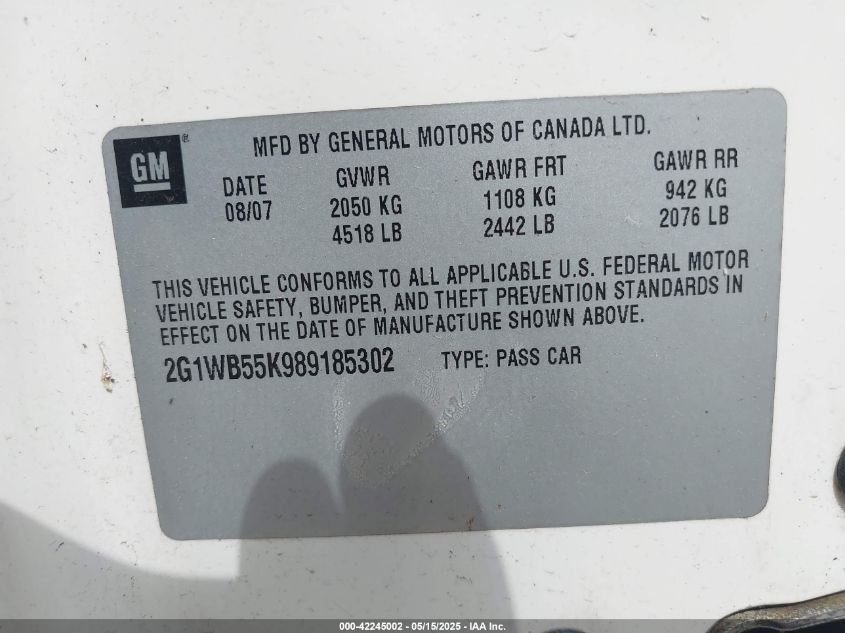 GM ®
MFD BY GENERAL MOTORS OF CANADA LTD.
DATE GVWR GAWR FRT GAWR RR
08/07 2050 KG 1108 KG 942 KG
4518 LB 2442 LB 2076 LB
THIS VEHICLE CONFORMS TO ALL APPLICABLE U.S. FEDERAL MOTOR
VEHICLE SAFETY, BUMPER, AND THEFT PREVENTION STANDARDS IN
EFFECT ON THE DATE OF MANUFACTURE SHOWN ABOVE.
2G1WB55K989185302 TYPE: PASS CAR
000-42245002 - 05/15/2025 - IAA Inc.